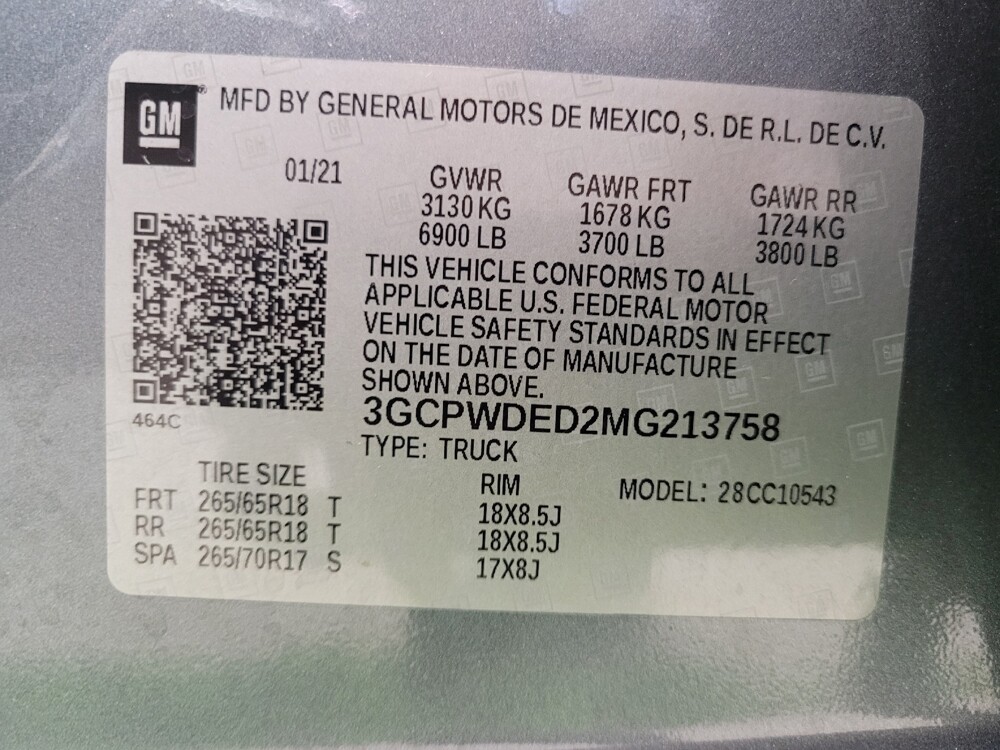 GM
MFD BY GENERAL MOTORS DE MEXICO, S. DE R.L. DE C.V.
01/21
GVWR GAWR FRT GAWR RR
3130 KG 1678 KG 1724 KG
6900 LB 3700 LB 3800 LB
THIS VEHICLE CONFORMS TO ALL
APPLICABLE U.S. FEDERAL MOTOR
VEHICLE SAFETY STANDARDS IN EFFECT
ON THE DATE OF MANUFACTURE
SHOWN ABOVE.
464C
3GCPWDED2MG213758
TYPE: TRUCK
TIRE SIZE RIM MODEL: 28CC10543
FRT 265/65R18 T 18X8.5J
RR 265/65R18 T 18X8.5J
SPA 265/70R17 S 17X8J